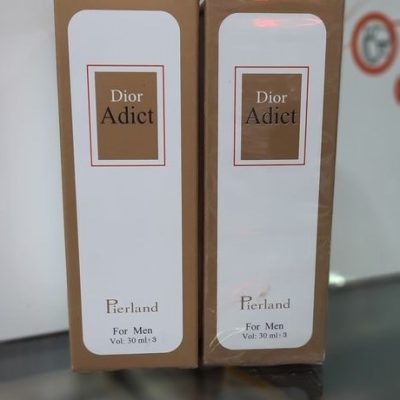 Dior
Adict
Pierland
For Men
Vol: 30 ml±3
Dior
Adict
Pierland
For Men
Vol: 30 ml±3